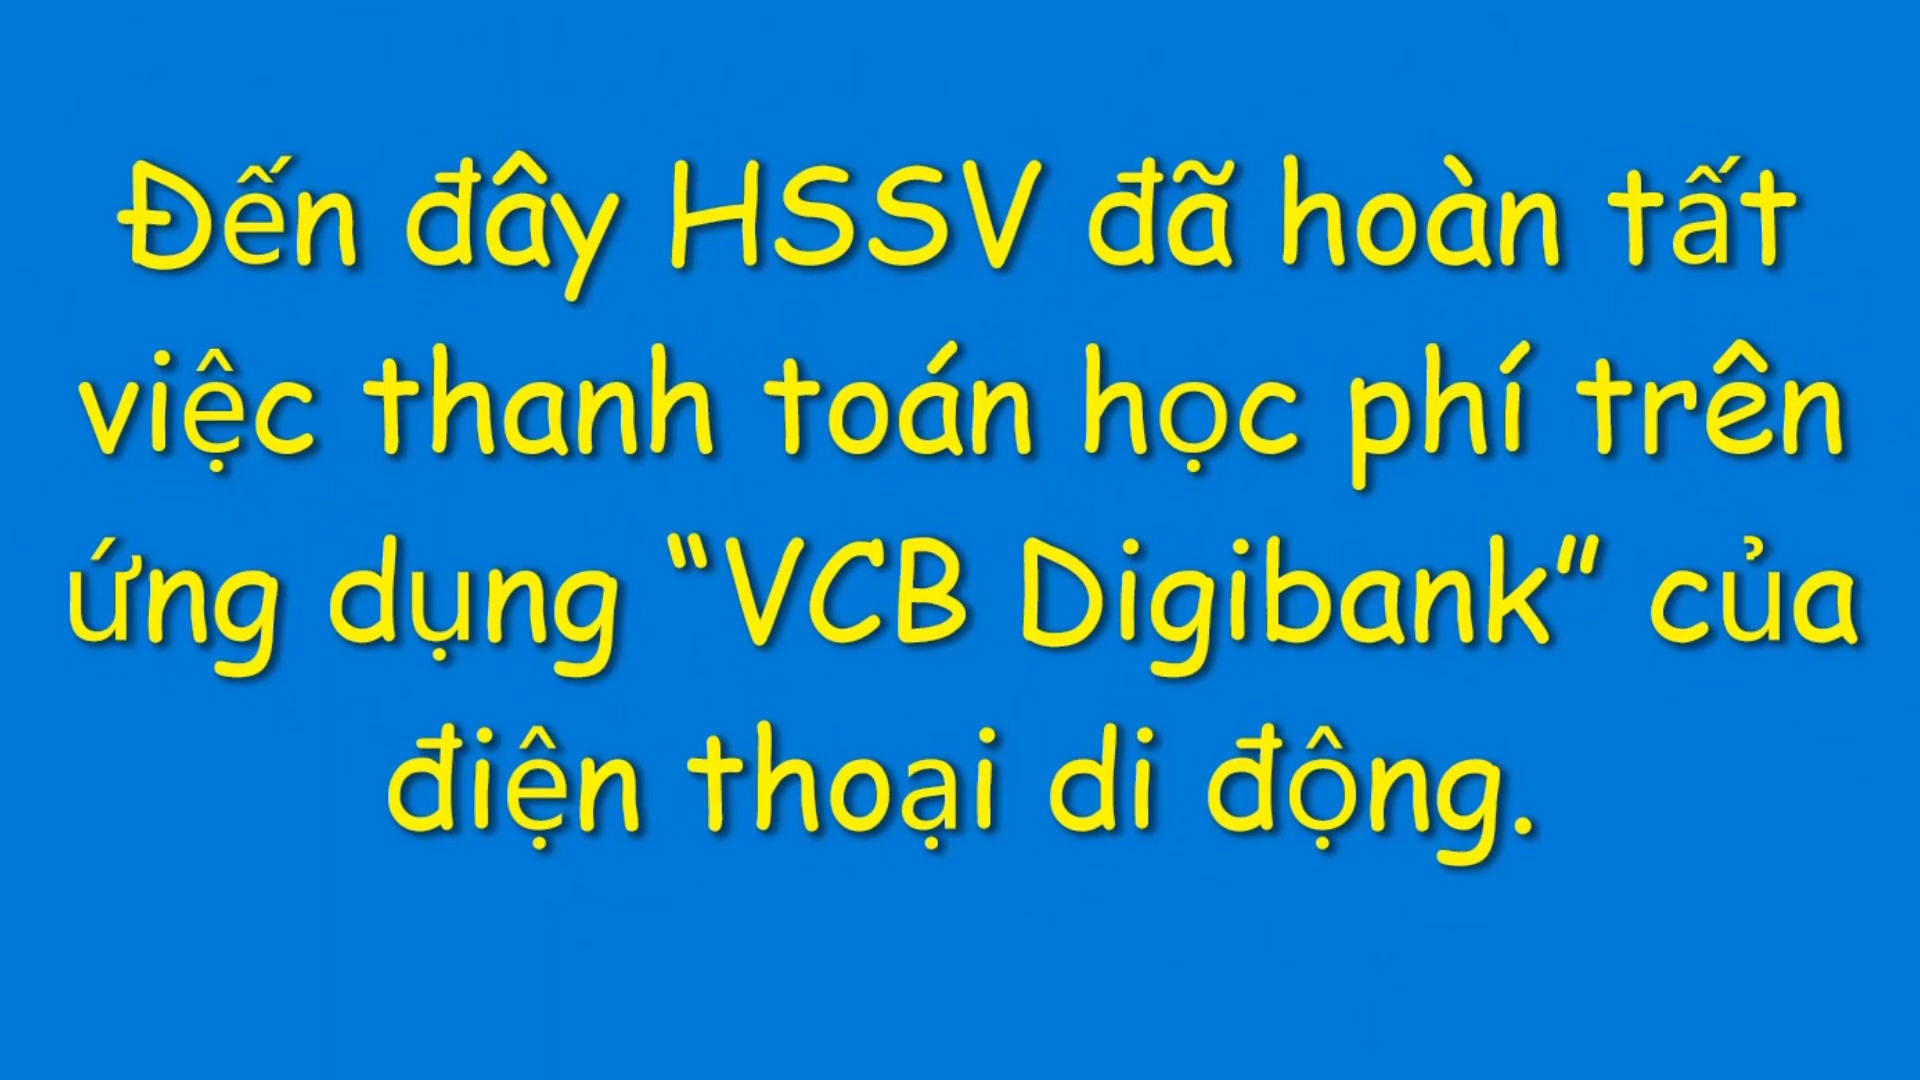 Đến đây HSSV đã hoàn tất
việc thanh toán học phí trên
ứng dụng “VCB Digibank” của
điện thoại di động.